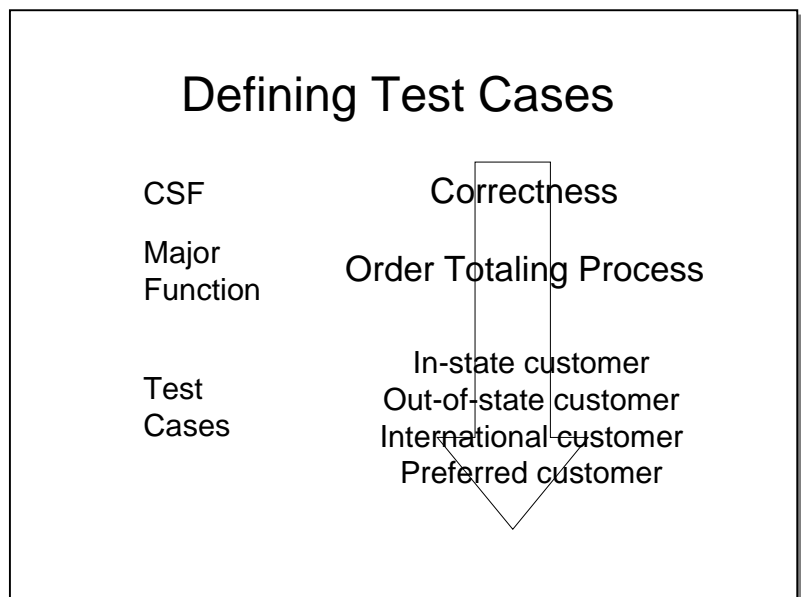 Defining Test Cases
CSF
Correctness
Major
Function
Order Totaling Process
Test
Cases
In-state customer
Out-of-state customer
International customer
Preferred customer